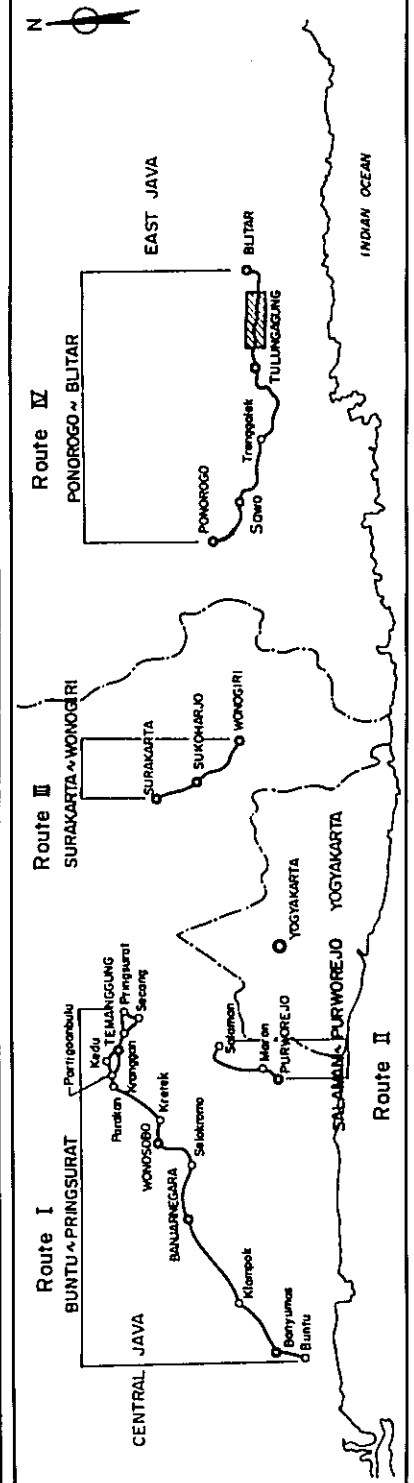 N
Route I
BUNTU ~ PRINGSURAT
CENTRAL JAVA
Partigoanbulu
Kedu
TEMANGGUNG
Pringsurat
Secang
Kranggan
Parakan
Kretek
WONOSOBO
Selokromo
BANJARNEGARA
Klampok
Banyumas
Buntu
Salaman
Maron
PURWOREJO
SALAMAN ~ PURWOREJO
Route II
YOGYAKARTA
YOGYAKARTA
Route III
SURAKARTA ~ WONOGIRI
SURAKARTA
SUKOHARJO
WONOGIRI
Route IV
PONOROGO ~ BLITAR
EAST JAVA
PONOROGO
Sawo
Trenggalek
TULUNGAGUNG
BLITAR
INDIAN OCEAN